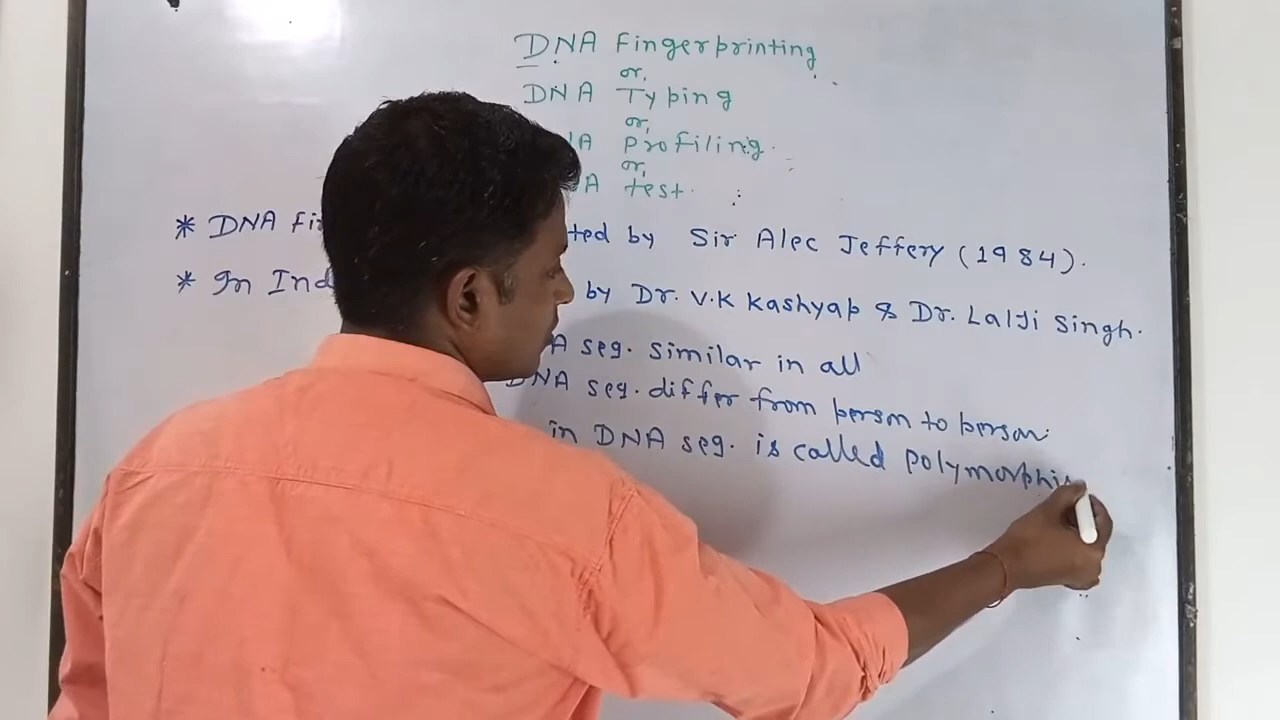 DNA Fingerprinting
or,
DNA Typing
or,
A Profiling.
or,
A test.
* DNA Fi ted by Sir Alec Jeffery (1984).
* In Ind by Dr. V.K Kashyap & Dr. LalJi Singh.
A seq. similar in all
DNA seq. differ from person to person.
in DNA seq. is called polymorphi